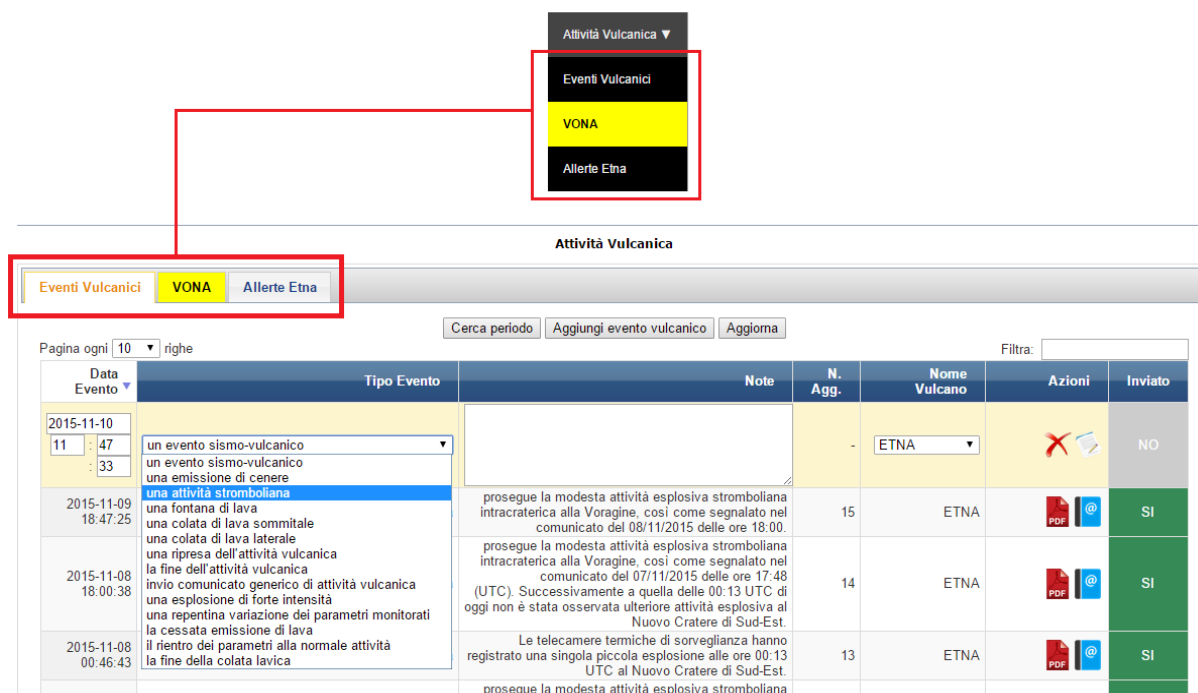 Attività Vulcanica ▼
Eventi Vulcanici
VONA
Allerte Etna
Attività Vulcanica
Eventi Vulcanici VONA Allerte Etna
Cerca periodo Aggiungi evento vulcanico Aggiorna
Pagina ogni 10 ▼ righe Filtra:
Data Evento ▼ Tipo Evento Note N. Agg. Nome Vulcano Azioni Inviato
2015-11-10
11 : 47
: 33
un evento sismo-vulcanico ▼
- ETNA ▼ NO
un evento sismo-vulcanico
una emissione di cenere
una attività stromboliana
una fontana di lava
una colata di lava sommitale
una colata di lava laterale
una ripresa dell'attività vulcanica
la fine dell'attività vulcanica
invio comunicato generico di attività vulcanica
una esplosione di forte intensità
una repentina variazione dei parametri monitorati
la cessata emissione di lava
il rientro dei parametri alla normale attività
la fine della colata lavica
2015-11-09
18:47:25
prosegue la modesta attività esplosiva stromboliana
intracraterica alla Voragine, così come segnalato nel
comunicato del 08/11/2015 delle ore 18:00.
15 ETNA PDF @ SI
2015-11-08
18:00:38
prosegue la modesta attività esplosiva stromboliana
intracraterica alla Voragine, così come segnalato nel
comunicato del 07/11/2015 delle ore 17:48
(UTC). Successivamente a quella delle 00:13 UTC di
oggi non è stata osservata ulteriore attività esplosiva al
Nuovo Cratere di Sud-Est.
14 ETNA PDF @ SI
2015-11-08
00:46:43
Le telecamere termiche di sorveglianza hanno
registrato una singola piccola esplosione alle ore 00:13
UTC al Nuovo Cratere di Sud-Est.
13 ETNA PDF @ SI
prosegue la modesta attività esplosiva stromboliana